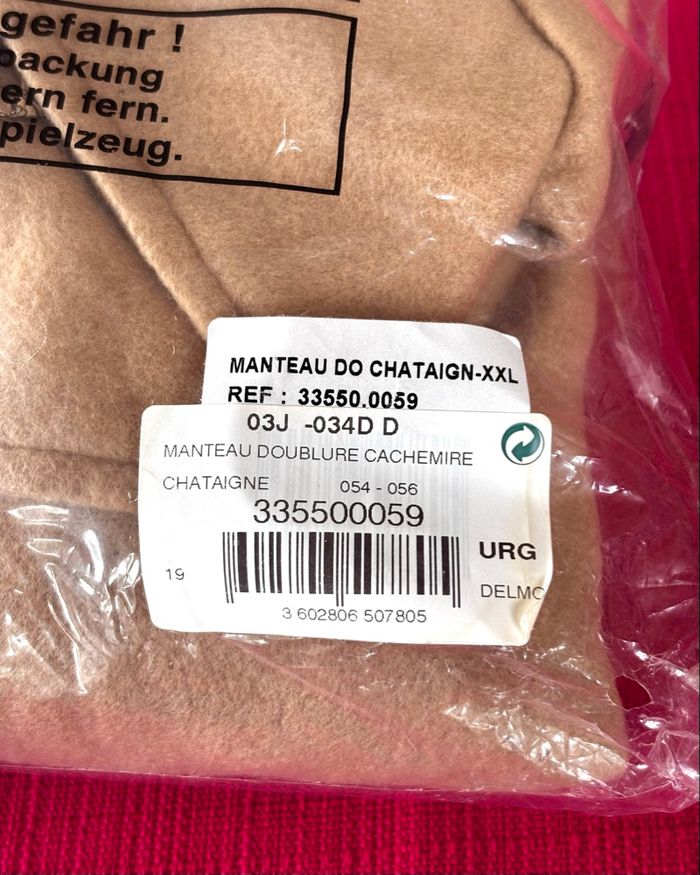 gefahr !
packung
ern fern.
pielzeug.
MANTEAU DO CHATAIGN-XXL
REF : 33550.0059
03J -034D D
MANTEAU DOUBLURE CACHEMIRE
CHATAIGNE 054 - 056
335500059
URG
19
DELMO
3 602806 507805